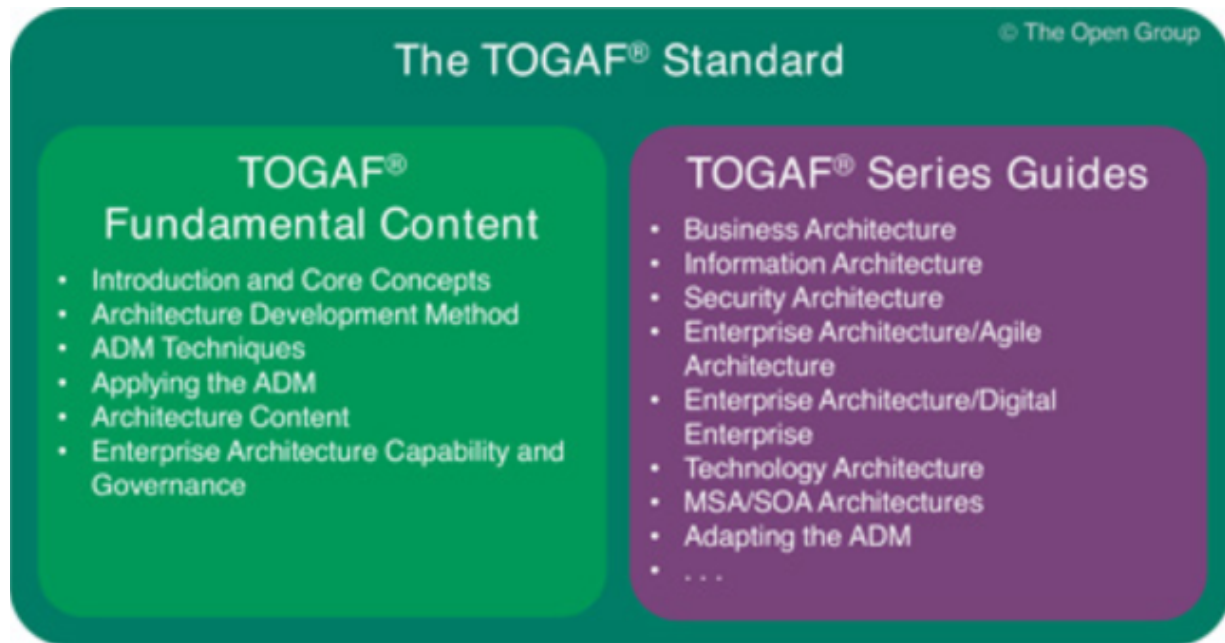 © The Open Group
The TOGAF® Standard
TOGAF®
Fundamental Content
• Introduction and Core Concepts
• Architecture Development Method
• ADM Techniques
• Applying the ADM
• Architecture Content
• Enterprise Architecture Capability and
Governance
TOGAF® Series Guides
• Business Architecture
• Information Architecture
• Security Architecture
• Enterprise Architecture/Agile
Architecture
• Enterprise Architecture/Digital
Enterprise
• Technology Architecture
• MSA/SOA Architectures
• Adapting the ADM
• . . .